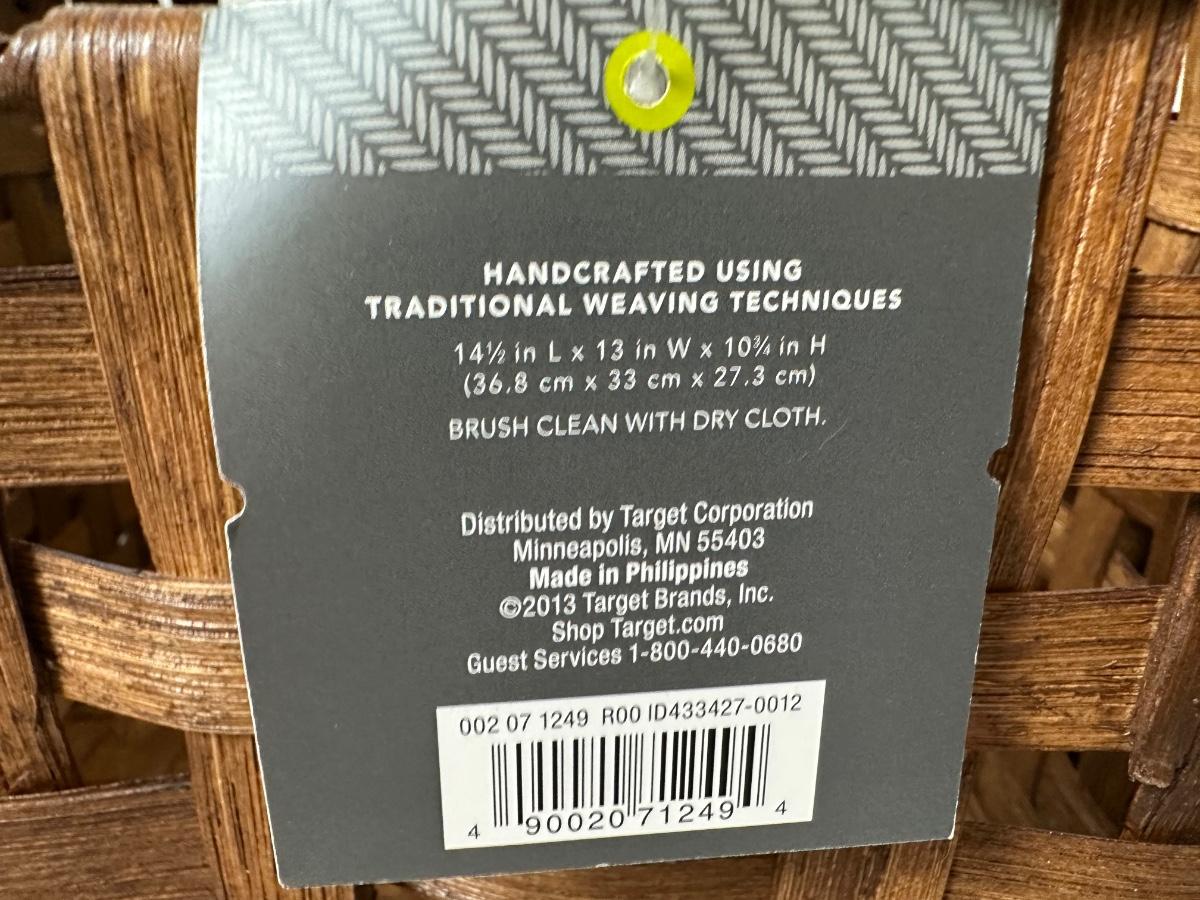 HANDCRAFTED USING
TRADITIONAL WEAVING TECHNIQUES
14½ in L x 13 in W x 10¾ in H
(36.8 cm x 33 cm x 27.3 cm)
BRUSH CLEAN WITH DRY CLOTH.
Distributed by Target Corporation
Minneapolis, MN 55403
Made in Philippines
©2013 Target Brands, Inc.
Shop Target.com
Guest Services 1-800-440-0680
002 07 1249 R00 ID433427-0012
4 90020 71249 4